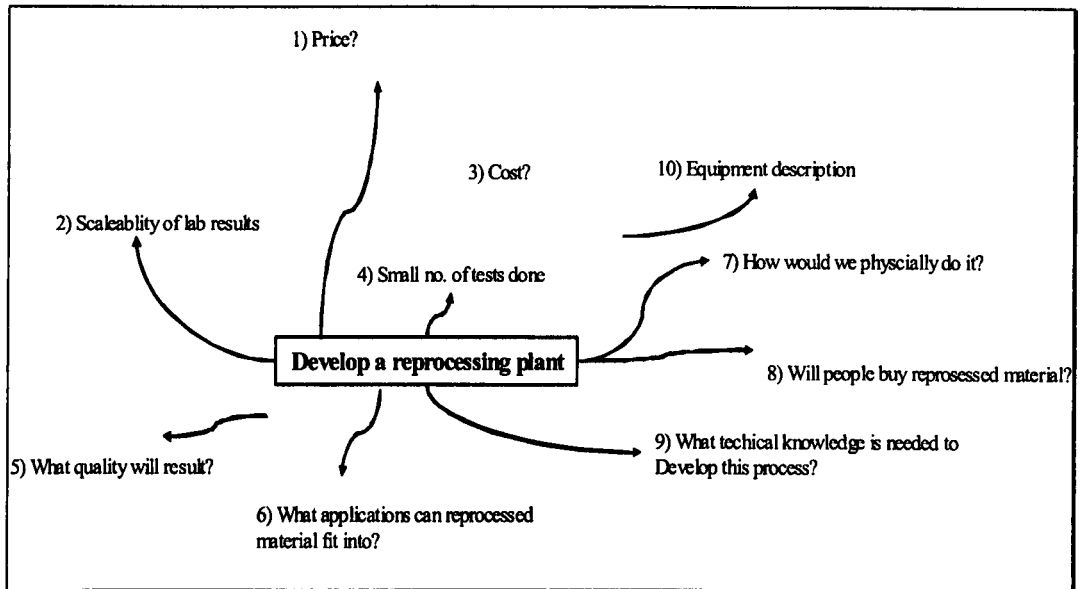 1) Price?
3) Cost?
10) Equipment description
2) Scaleablity of lab results
7) How would we physcially do it?
4) Small no. of tests done
Develop a reprocessing plant
8) Will people buy reprosessed material?
9) What techical knowledge is needed to
Develop this process?
5) What quality will result?
6) What applications can reprocessed
material fit into?